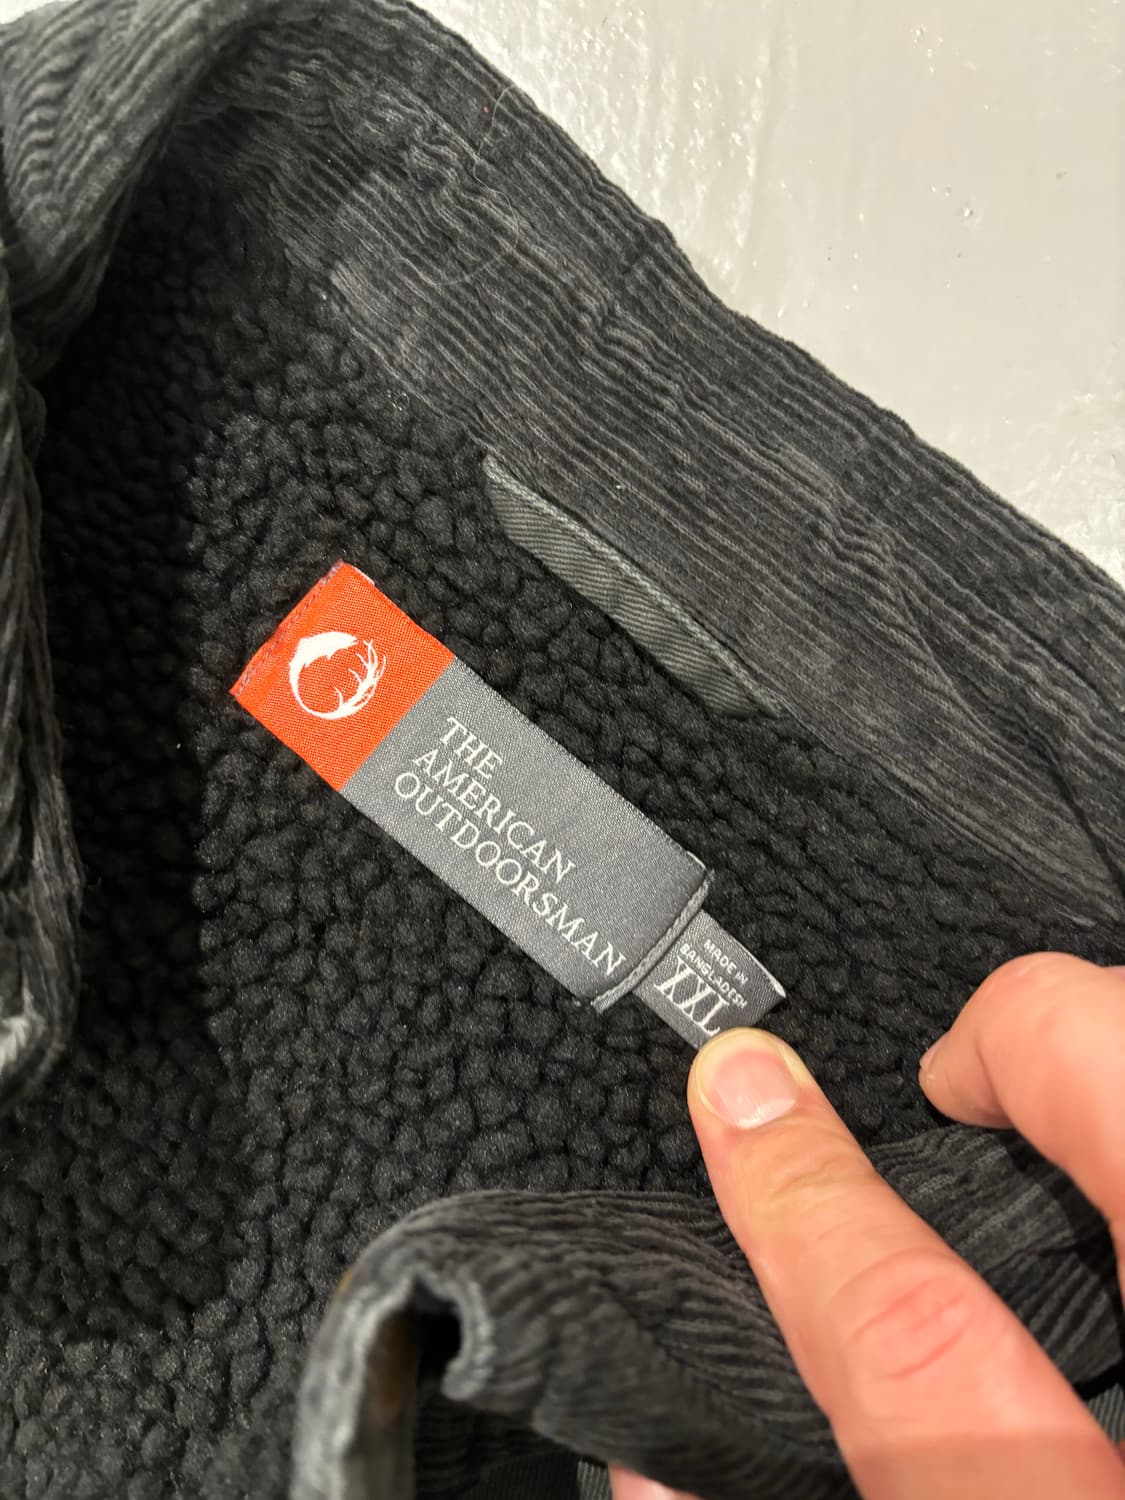 THE
AMERICAN
OUTDOORSMAN
MADE IN
BANGLADESH
XXL